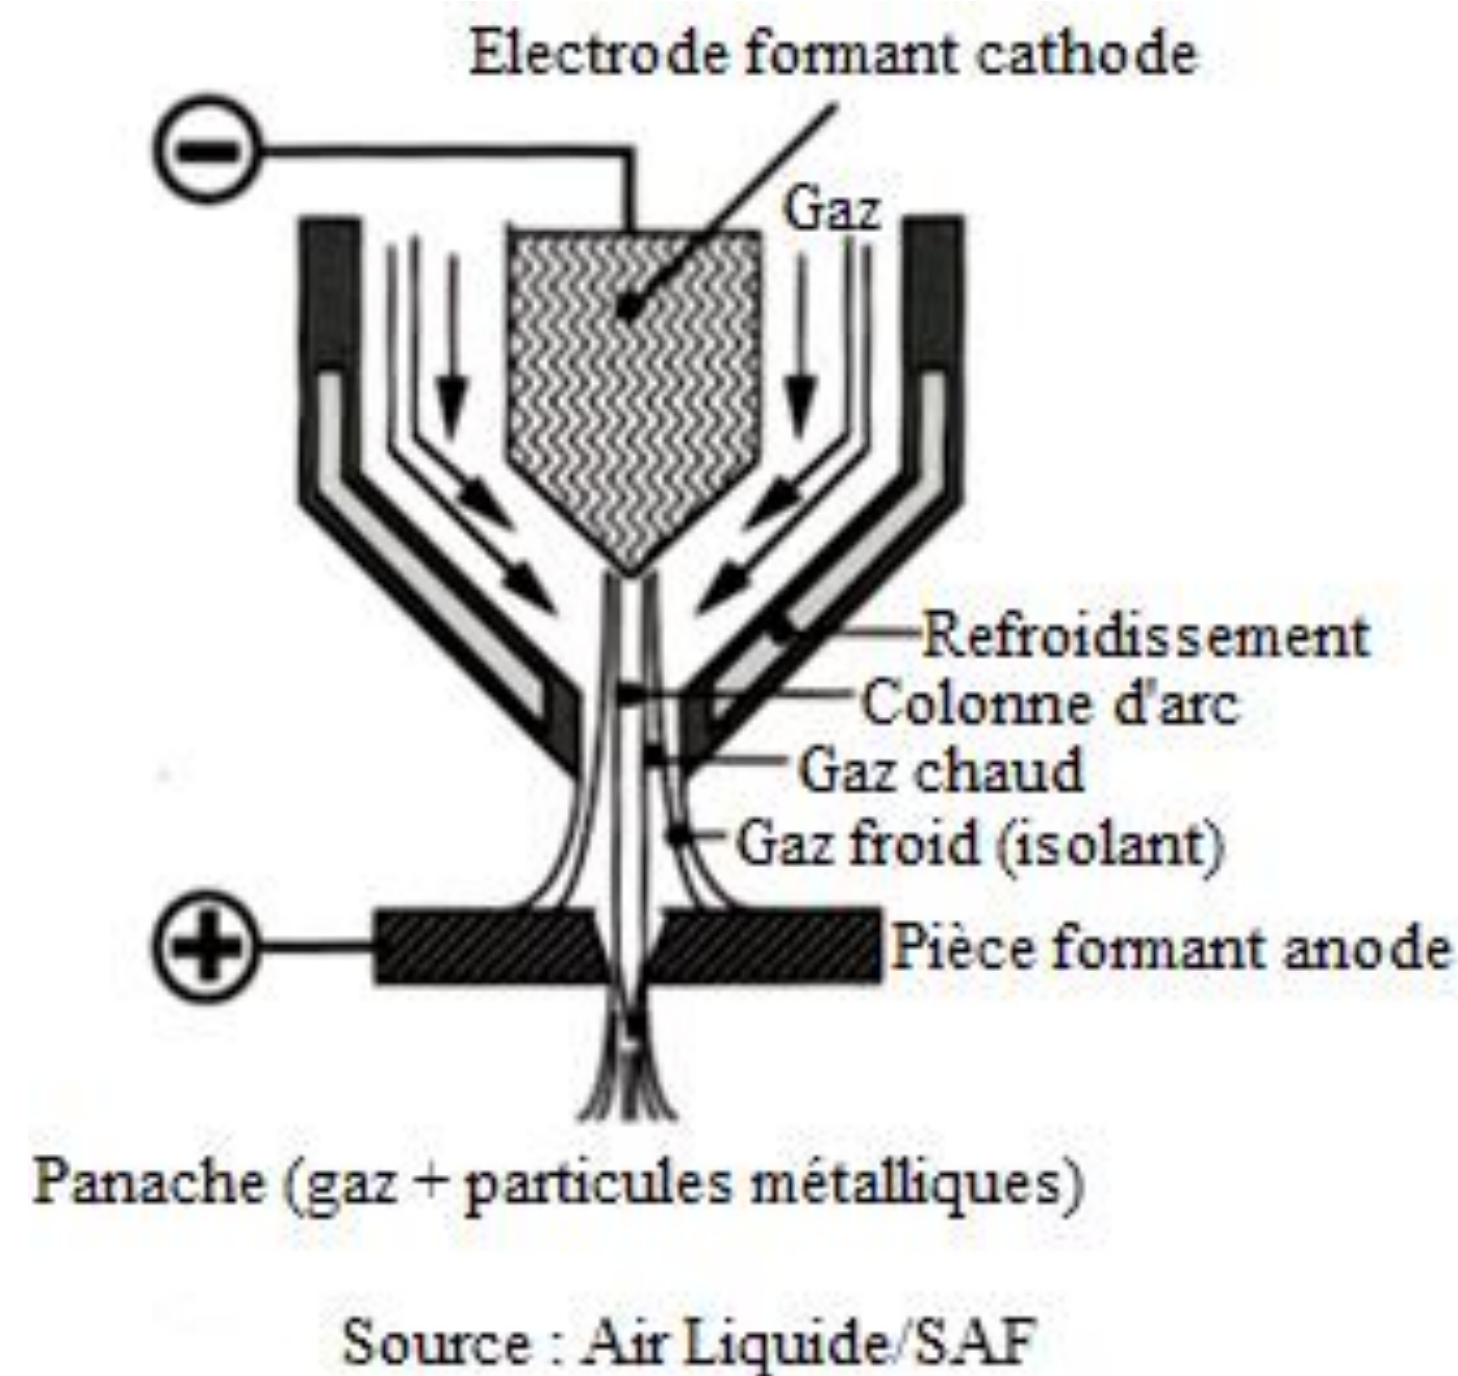 Electrode formant cathode
Gaz
Refroidissement
Colonne d'arc
Gaz chaud
Gaz froid (isolant)
Pièce formant anode
Panache (gaz + particules métalliques)
Source : Air Liquide/SAF